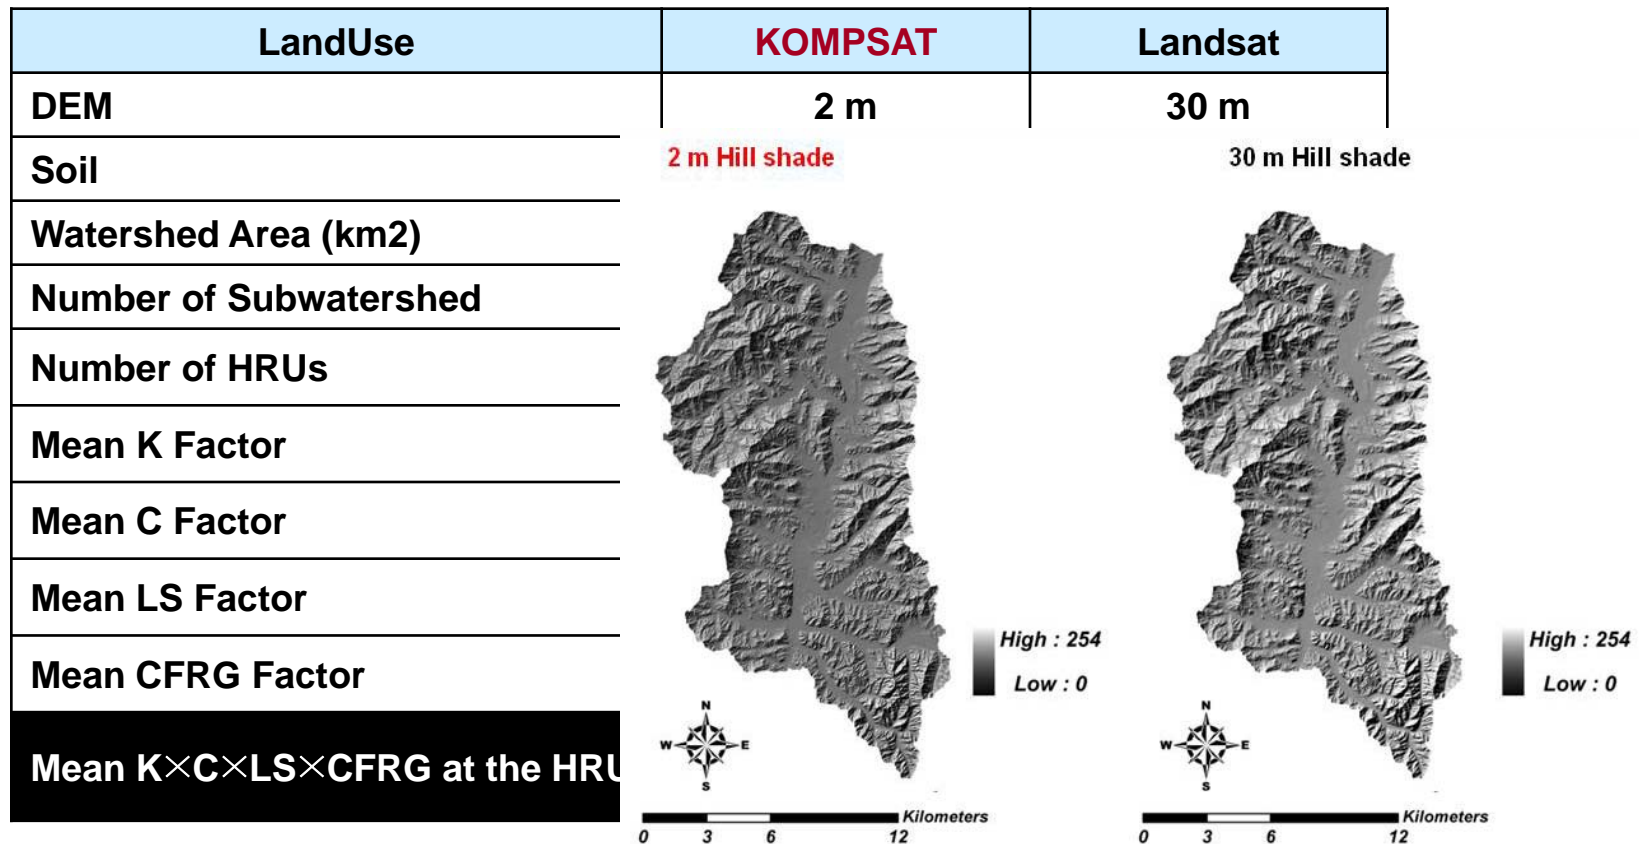 LandUse KOMPSAT Landsat
DEM 2 m 30 m
Soil
Watershed Area (km2)
Number of Subwatershed
Number of HRUs
Mean K Factor
Mean C Factor
Mean LS Factor
Mean CFRG Factor
Mean K×C×LS×CFRG at the HRU
2 m Hill shade
High : 254
Low : 0
N
W E
S
Kilometers
0 3 6 12
30 m Hill shade
High : 254
Low : 0
N
W E
S
Kilometers
0 3 6 12